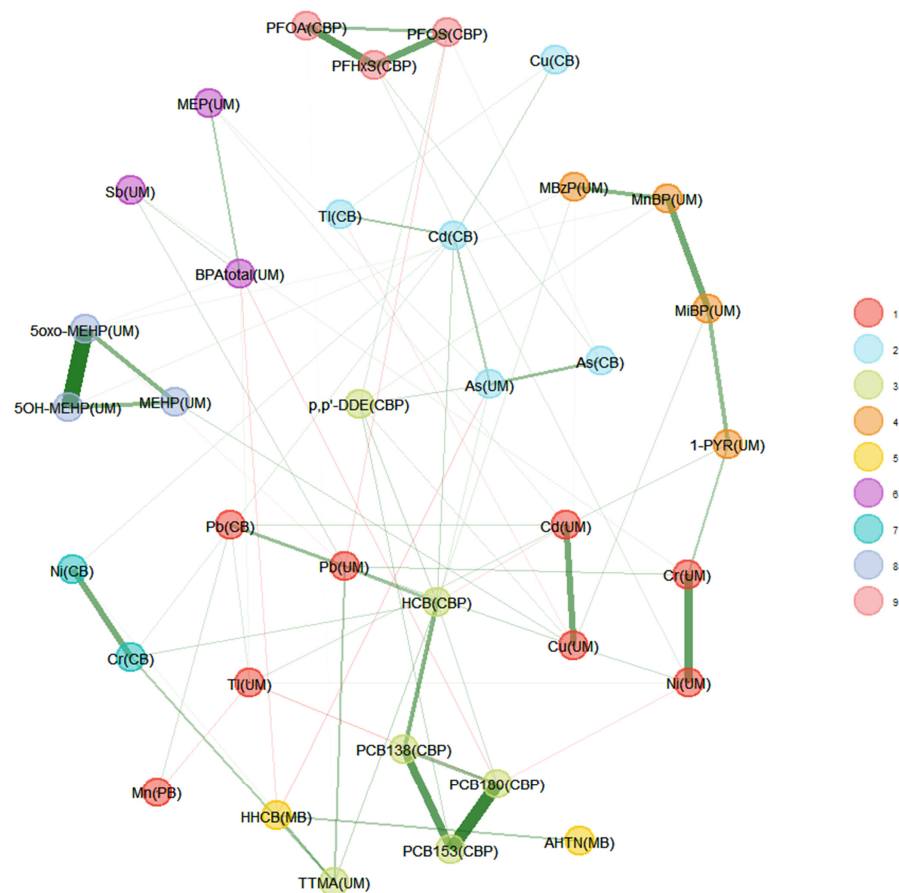 PFOA(CBP)
PFOS(CBP)
PFHxS(CBP)
Cu(CB)
MEP(UM)
MBzP(UM)
MnBP(UM)
Sb(UM)
Tl(CB)
Cd(CB)
BPAtotal(UM)
MiBP(UM)
5oxo-MEHP(UM)
As(CB)
As(UM)
5OH-MEHP(UM)
MEHP(UM)
p,p'-DDE(CBP)
1-PYR(UM)
Pb(CB)
Cd(UM)
Pb(UM)
Ni(CB)
Cr(UM)
HCB(CBP)
Cr(CB)
Cu(UM)
Tl(UM)
Ni(UM)
PCB138(CBP)
PCB180(CBP)
Mn(PB)
HHCB(MB)
AHTN(MB)
PCB153(CBP)
TTMA(UM)
1
2
3
4
5
6
7
8
9